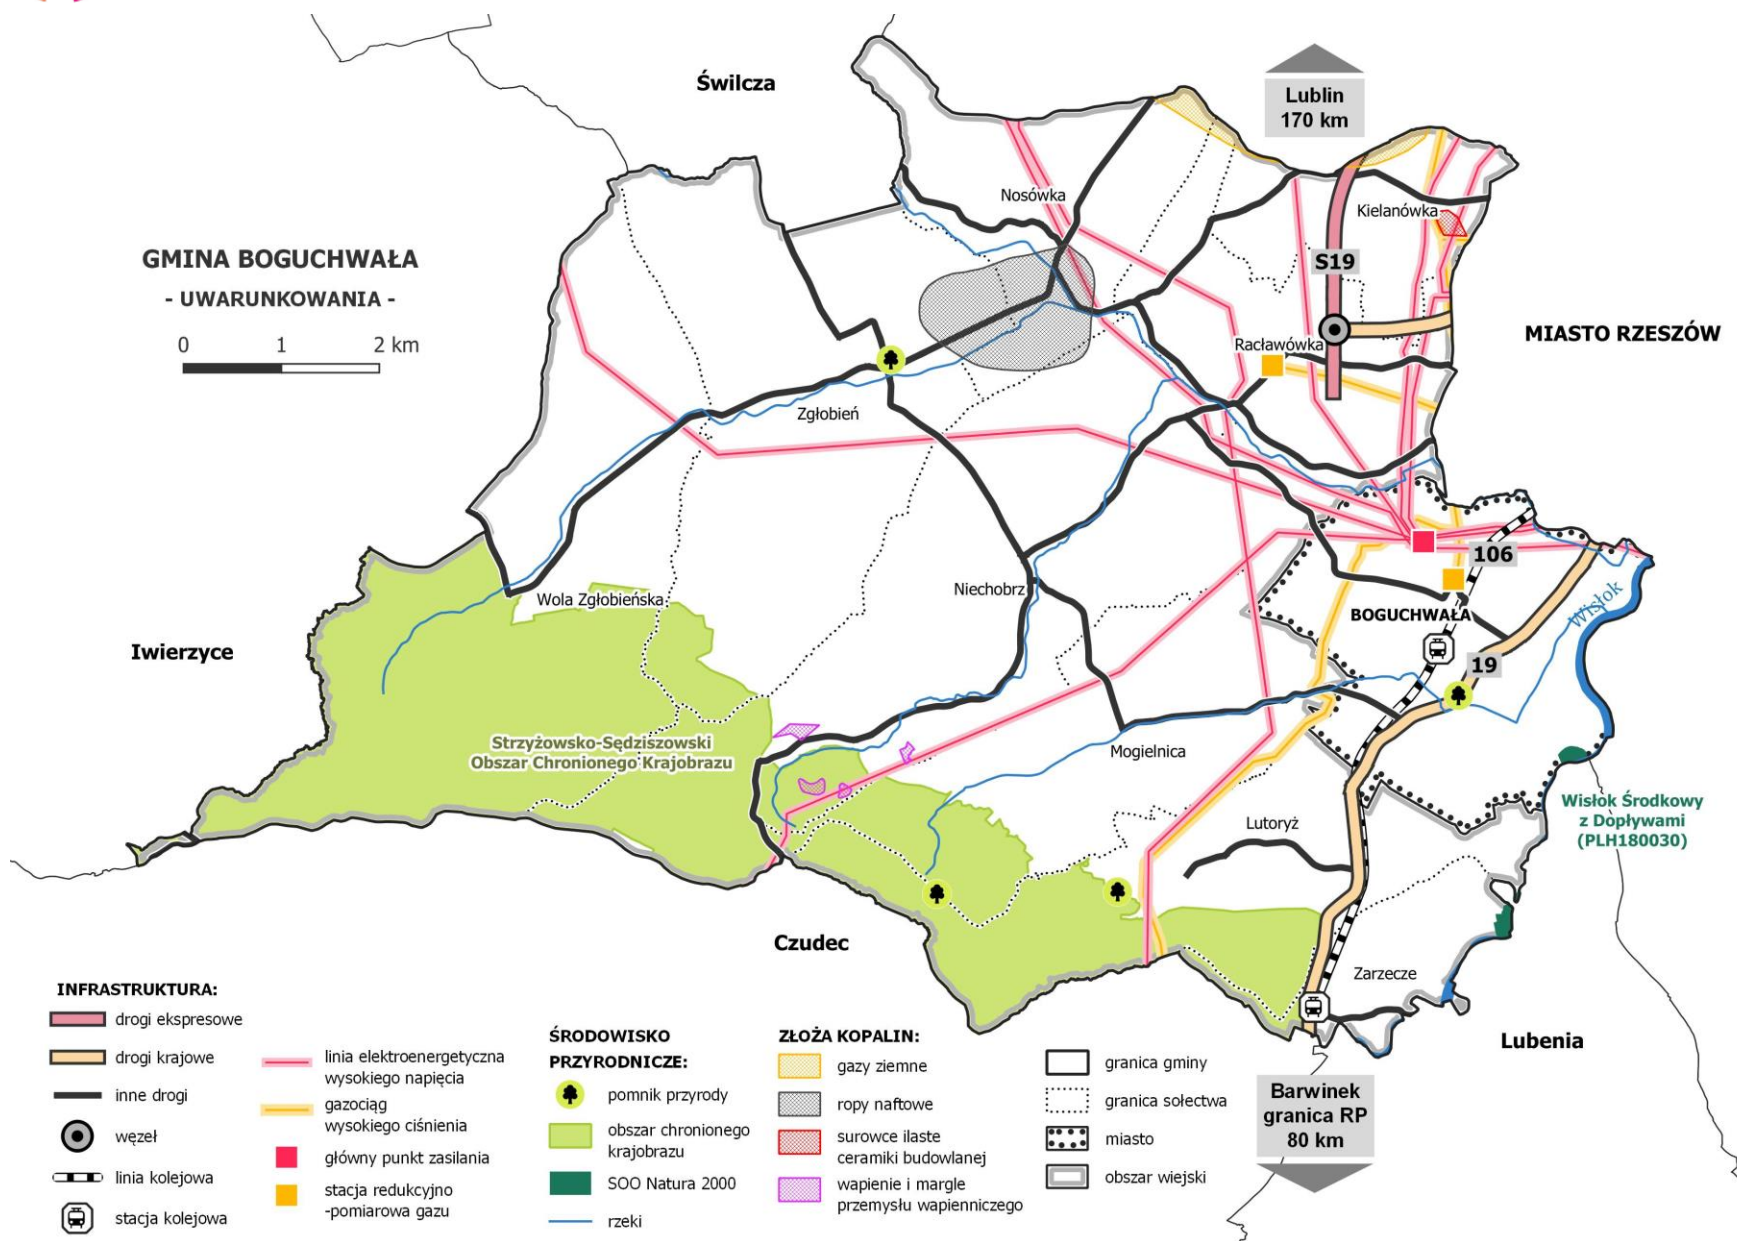 Świlcza
Lublin
170 km
GMINA BOGUCHWAŁA
- UWARUNKOWANIA -
0 1 2 km
Nosówka
Kielanówka
S19
MIASTO RZESZÓW
Racławówka
Zgłobień
106
Niechobrz
Wola Zgłobieńska
BOGUCHWAŁA
Wisłok
Iwierzyce
19
Strzyżowsko-Sędziszowski
Obszar Chronionego Krajobrazu
Mogielnica
Wisłok Środkowy
z Dopływami
(PLH180030)
Lutoryż
Czudec
Zarzecze
Lubenia
Barwinek
granica RP
80 km
INFRASTRUKTURA:
drogi ekspresowe
drogi krajowe
inne drogi
węzeł
linia kolejowa
stacja kolejowa
linia elektroenergetyczna
wysokiego napięcia
gazociąg
wysokiego ciśnienia
główny punkt zasilania
stacja redukcyjno
-pomiarowa gazu
ŚRODOWISKO
PRZYRODNICZE:
pomnik przyrody
obszar chronionego
krajobrazu
SOO Natura 2000
rzeki
ZŁOŻA KOPALIN:
gazy ziemne
ropy naftowe
surowce ilaste
ceramiki budowlanej
wapienie i margle
przemysłu wapienniczego
granica gminy
granica sołectwa
miasto
obszar wiejski